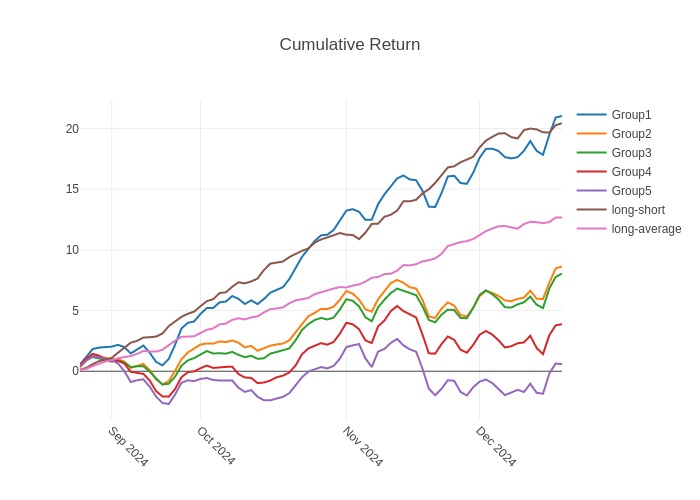 Cumulative Return
20
15
10
5
0
Sep 2024
Oct 2024
Nov 2024
Dec 2024
Group1
Group2
Group3
Group4
Group5
long-short
long-average